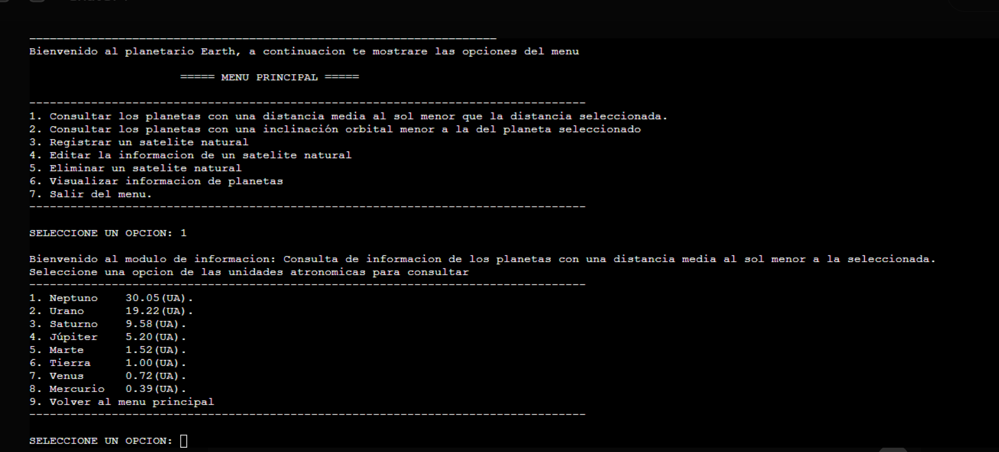 Bienvenido al planetario Earth, a continuacion te mostrare las opciones del menu
===== MENU PRINCIPAL =====
---------------------------------------------------------------------------------
1. Consultar los planetas con una distancia media al sol menor que la distancia seleccionada.
2. Consultar los planetas con una inclinación orbital menor a la del planeta seleccionado
3. Registrar un satelite natural
4. Editar la informacion de un satelite natural
5. Eliminar un satelite natural
6. Visualizar informacion de planetas
7. Salir del menu.
---------------------------------------------------------------------------------
SELECCIONE UN OPCION: 1
Bienvenido al modulo de informacion: Consulta de informacion de los planetas con una distancia media al sol menor a la seleccionada.
Seleccione una opcion de las unidades atronomicas para consultar
---------------------------------------------------------------------------------
1. Neptuno    30.05(UA).
2. Urano      19.22(UA).
3. Saturno    9.58(UA).
4. Júpiter    5.20(UA).
5. Marte      1.52(UA).
6. Tierra     1.00(UA).
7. Venus      0.72(UA).
8. Mercurio   0.39(UA).
9. Volver al menu principal
---------------------------------------------------------------------------------
SELECCIONE UN OPCION: